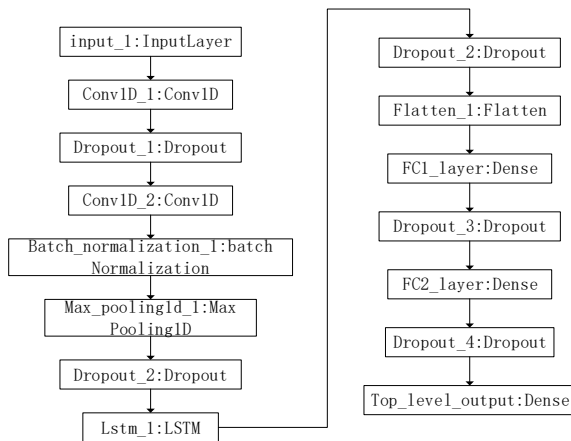 input_1:InputLayer
Conv1D_1:Conv1D
Dropout_1:Dropout
Conv1D_2:Conv1D
Batch_normalization_1:batch
Normalization
Max_pooling1d_1:Max
Pooling1D
Dropout_2:Dropout
Lstm_1:LSTM
Dropout_2:Dropout
Flatten_1:Flatten
FC1_layer:Dense
Dropout_3:Dropout
FC2_layer:Dense
Dropout_4:Dropout
Top_level_output:Dense